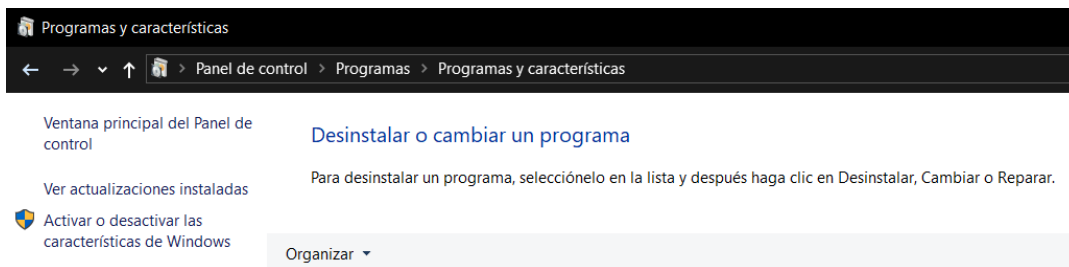 Programas y características
Panel de control > Programas > Programas y características
Ventana principal del Panel de
control
Ver actualizaciones instaladas
Activar o desactivar las
características de Windows
Desinstalar o cambiar un programa
Para desinstalar un programa, selecciónelo en la lista y después haga clic en Desinstalar, Cambiar o Reparar.
Organizar